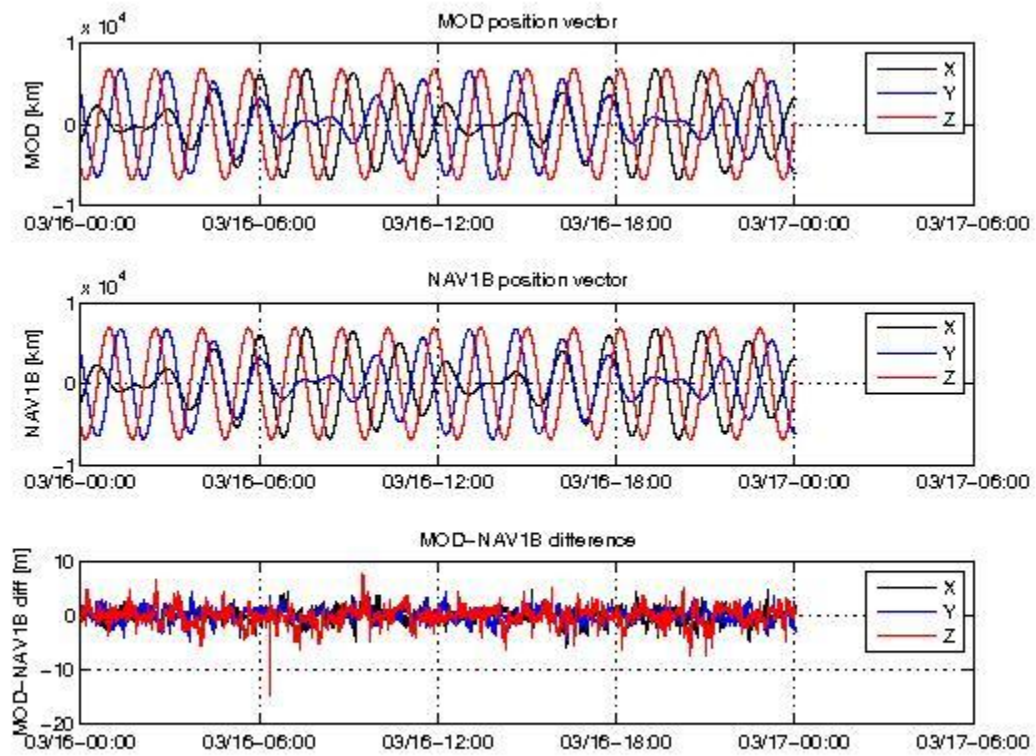 MOD position vector
x 10^4
1
0
−1
MOD [km]
X
Y
Z
03/16−00:00 03/16−06:00 03/16−12:00 03/16−18:00 03/17−00:00 03/17−06:00
NAV1B position vector
x 10^4
1
0
−1
NAV1B [km]
X
Y
Z
03/16−00:00 03/16−06:00 03/16−12:00 03/16−18:00 03/17−00:00 03/17−06:00
MOD−NAV1B difference
10
0
−10
−20
MOD−NAV1B diff [m]
X
Y
Z
03/16−00:00 03/16−06:00 03/16−12:00 03/16−18:00 03/17−00:00 03/17−06:00